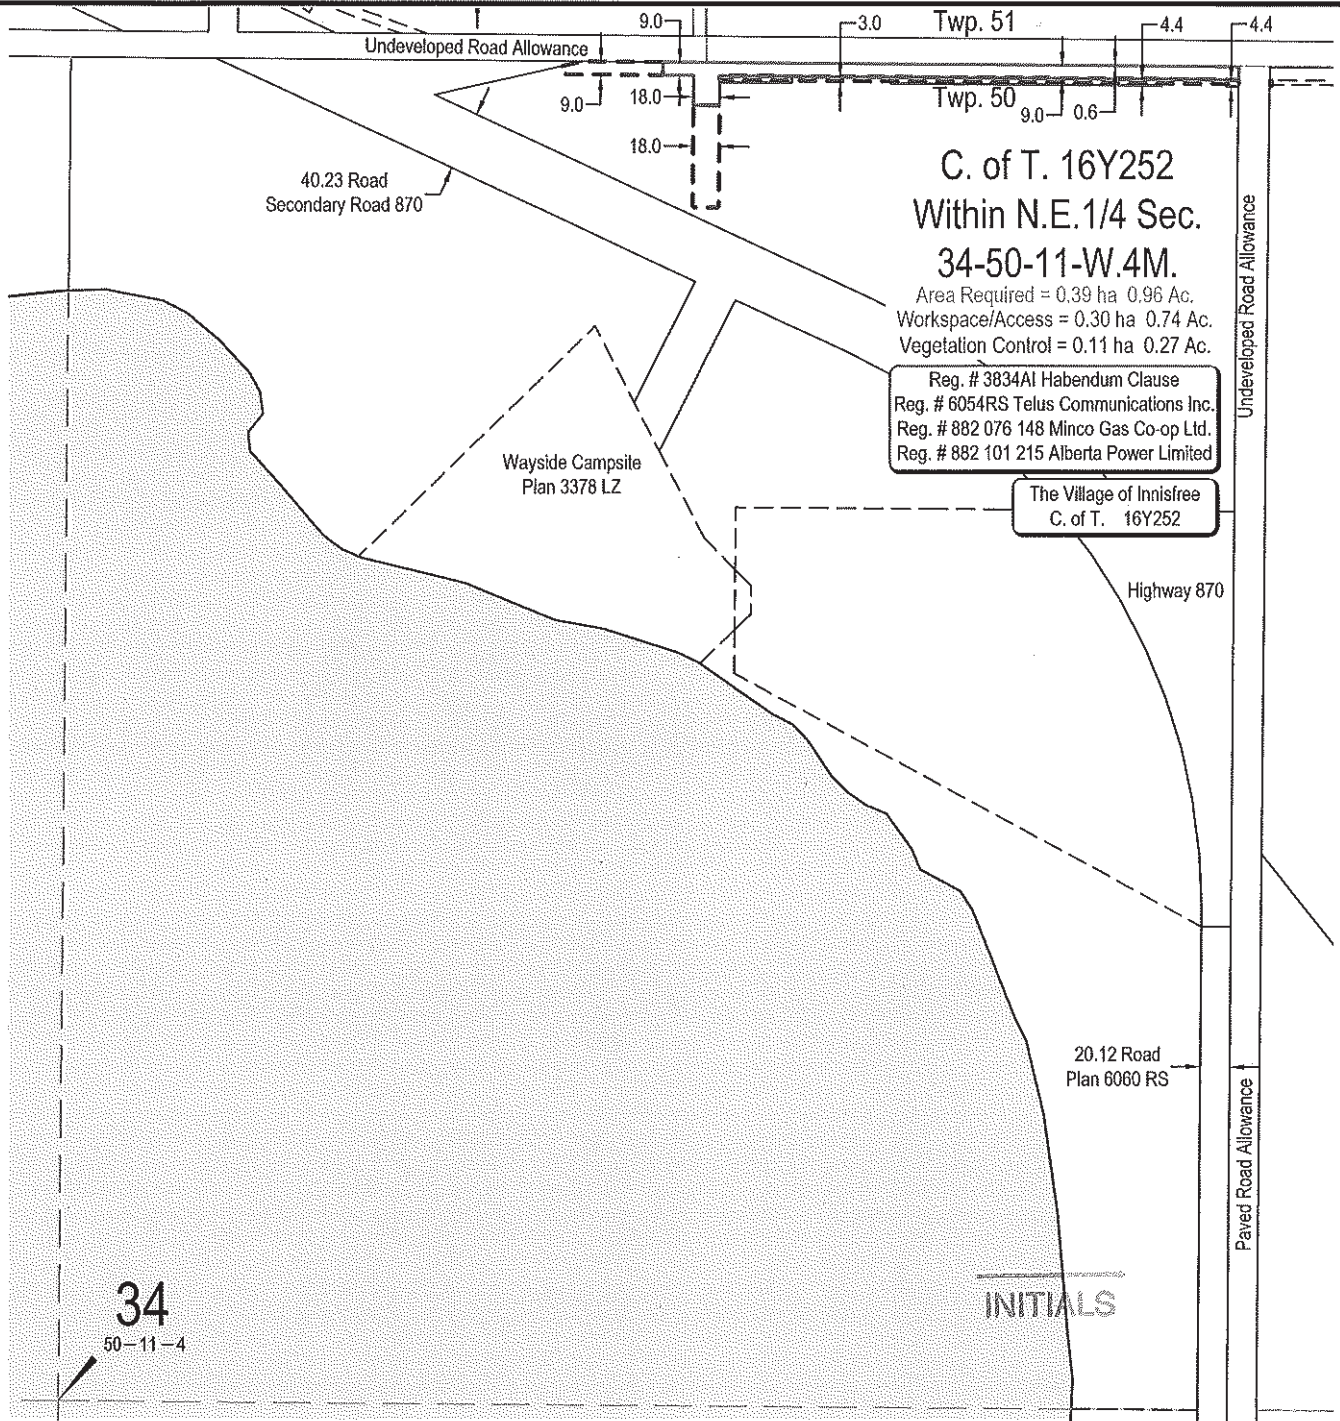 9.0
3.0
Twp. 51
4.4
4.4
Undeveloped Road Allowance
9.0
18.0
Twp. 50
9.0
0.6
18.0
40.23 Road
Secondary Road 870
C. of T. 16Y252
Within N.E.1/4 Sec.
34-50-11-W.4M.
Area Required = 0.39 ha 0.96 Ac.
Workspace/Access = 0.30 ha 0.74 Ac.
Vegetation Control = 0.11 ha 0.27 Ac.
Undeveloped Road Allowance
Reg. # 3834AI Habendum Clause
Reg. # 6054RS Telus Communications Inc.
Reg. # 882 076 148 Minco Gas Co-op Ltd.
Reg. # 882 101 215 Alberta Power Limited
Wayside Campsite
Plan 3378 LZ
The Village of Innisfree
C. of T. 16Y252
Highway 870
20.12 Road
Plan 6060 RS
Paved Road Allowance
INITIALS
34
50-11-4